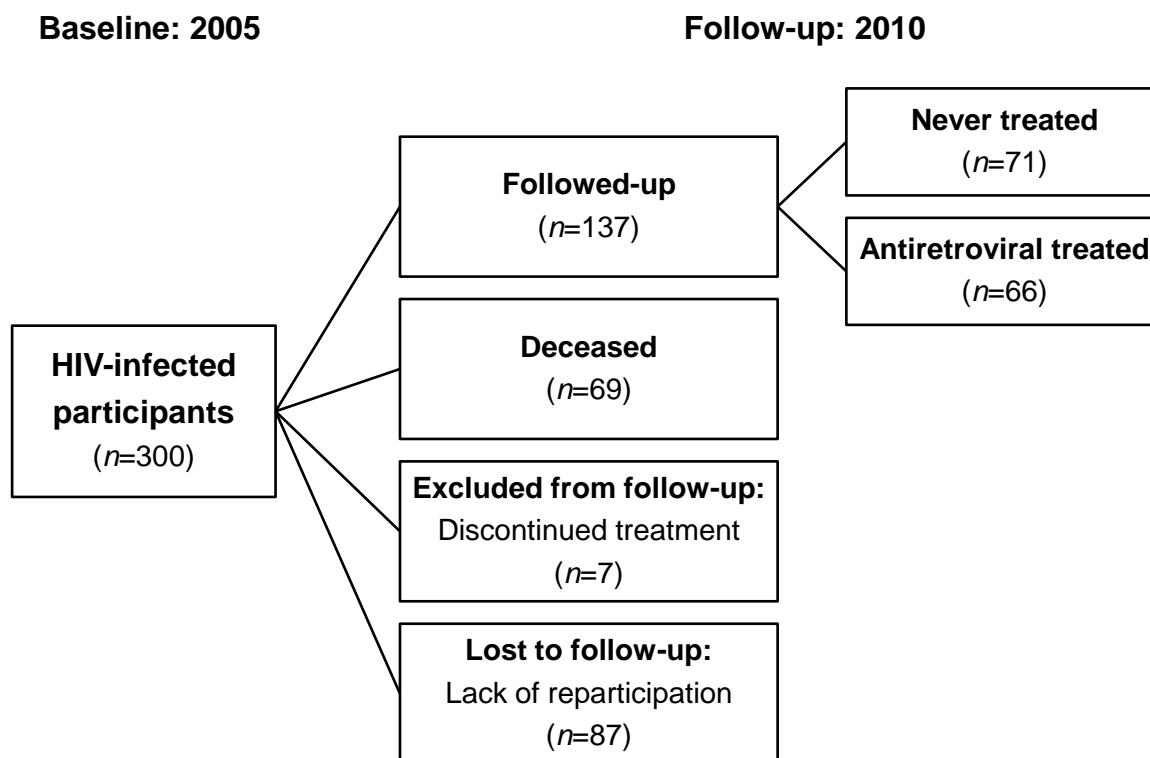 Baseline: 2005
Follow-up: 2010
HIV-infected
participants
(n=300)
Followed-up
(n=137)
Deceased
(n=69)
Excluded from follow-up:
Discontinued treatment
(n=7)
Lost to follow-up:
Lack of reparticipation
(n=87)
Never treated
(n=71)
Antiretroviral treated
(n=66)